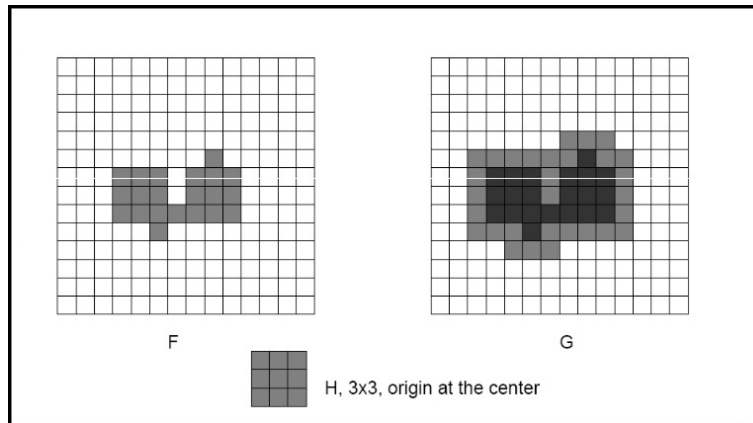 F
G
H, 3x3, origin at the center